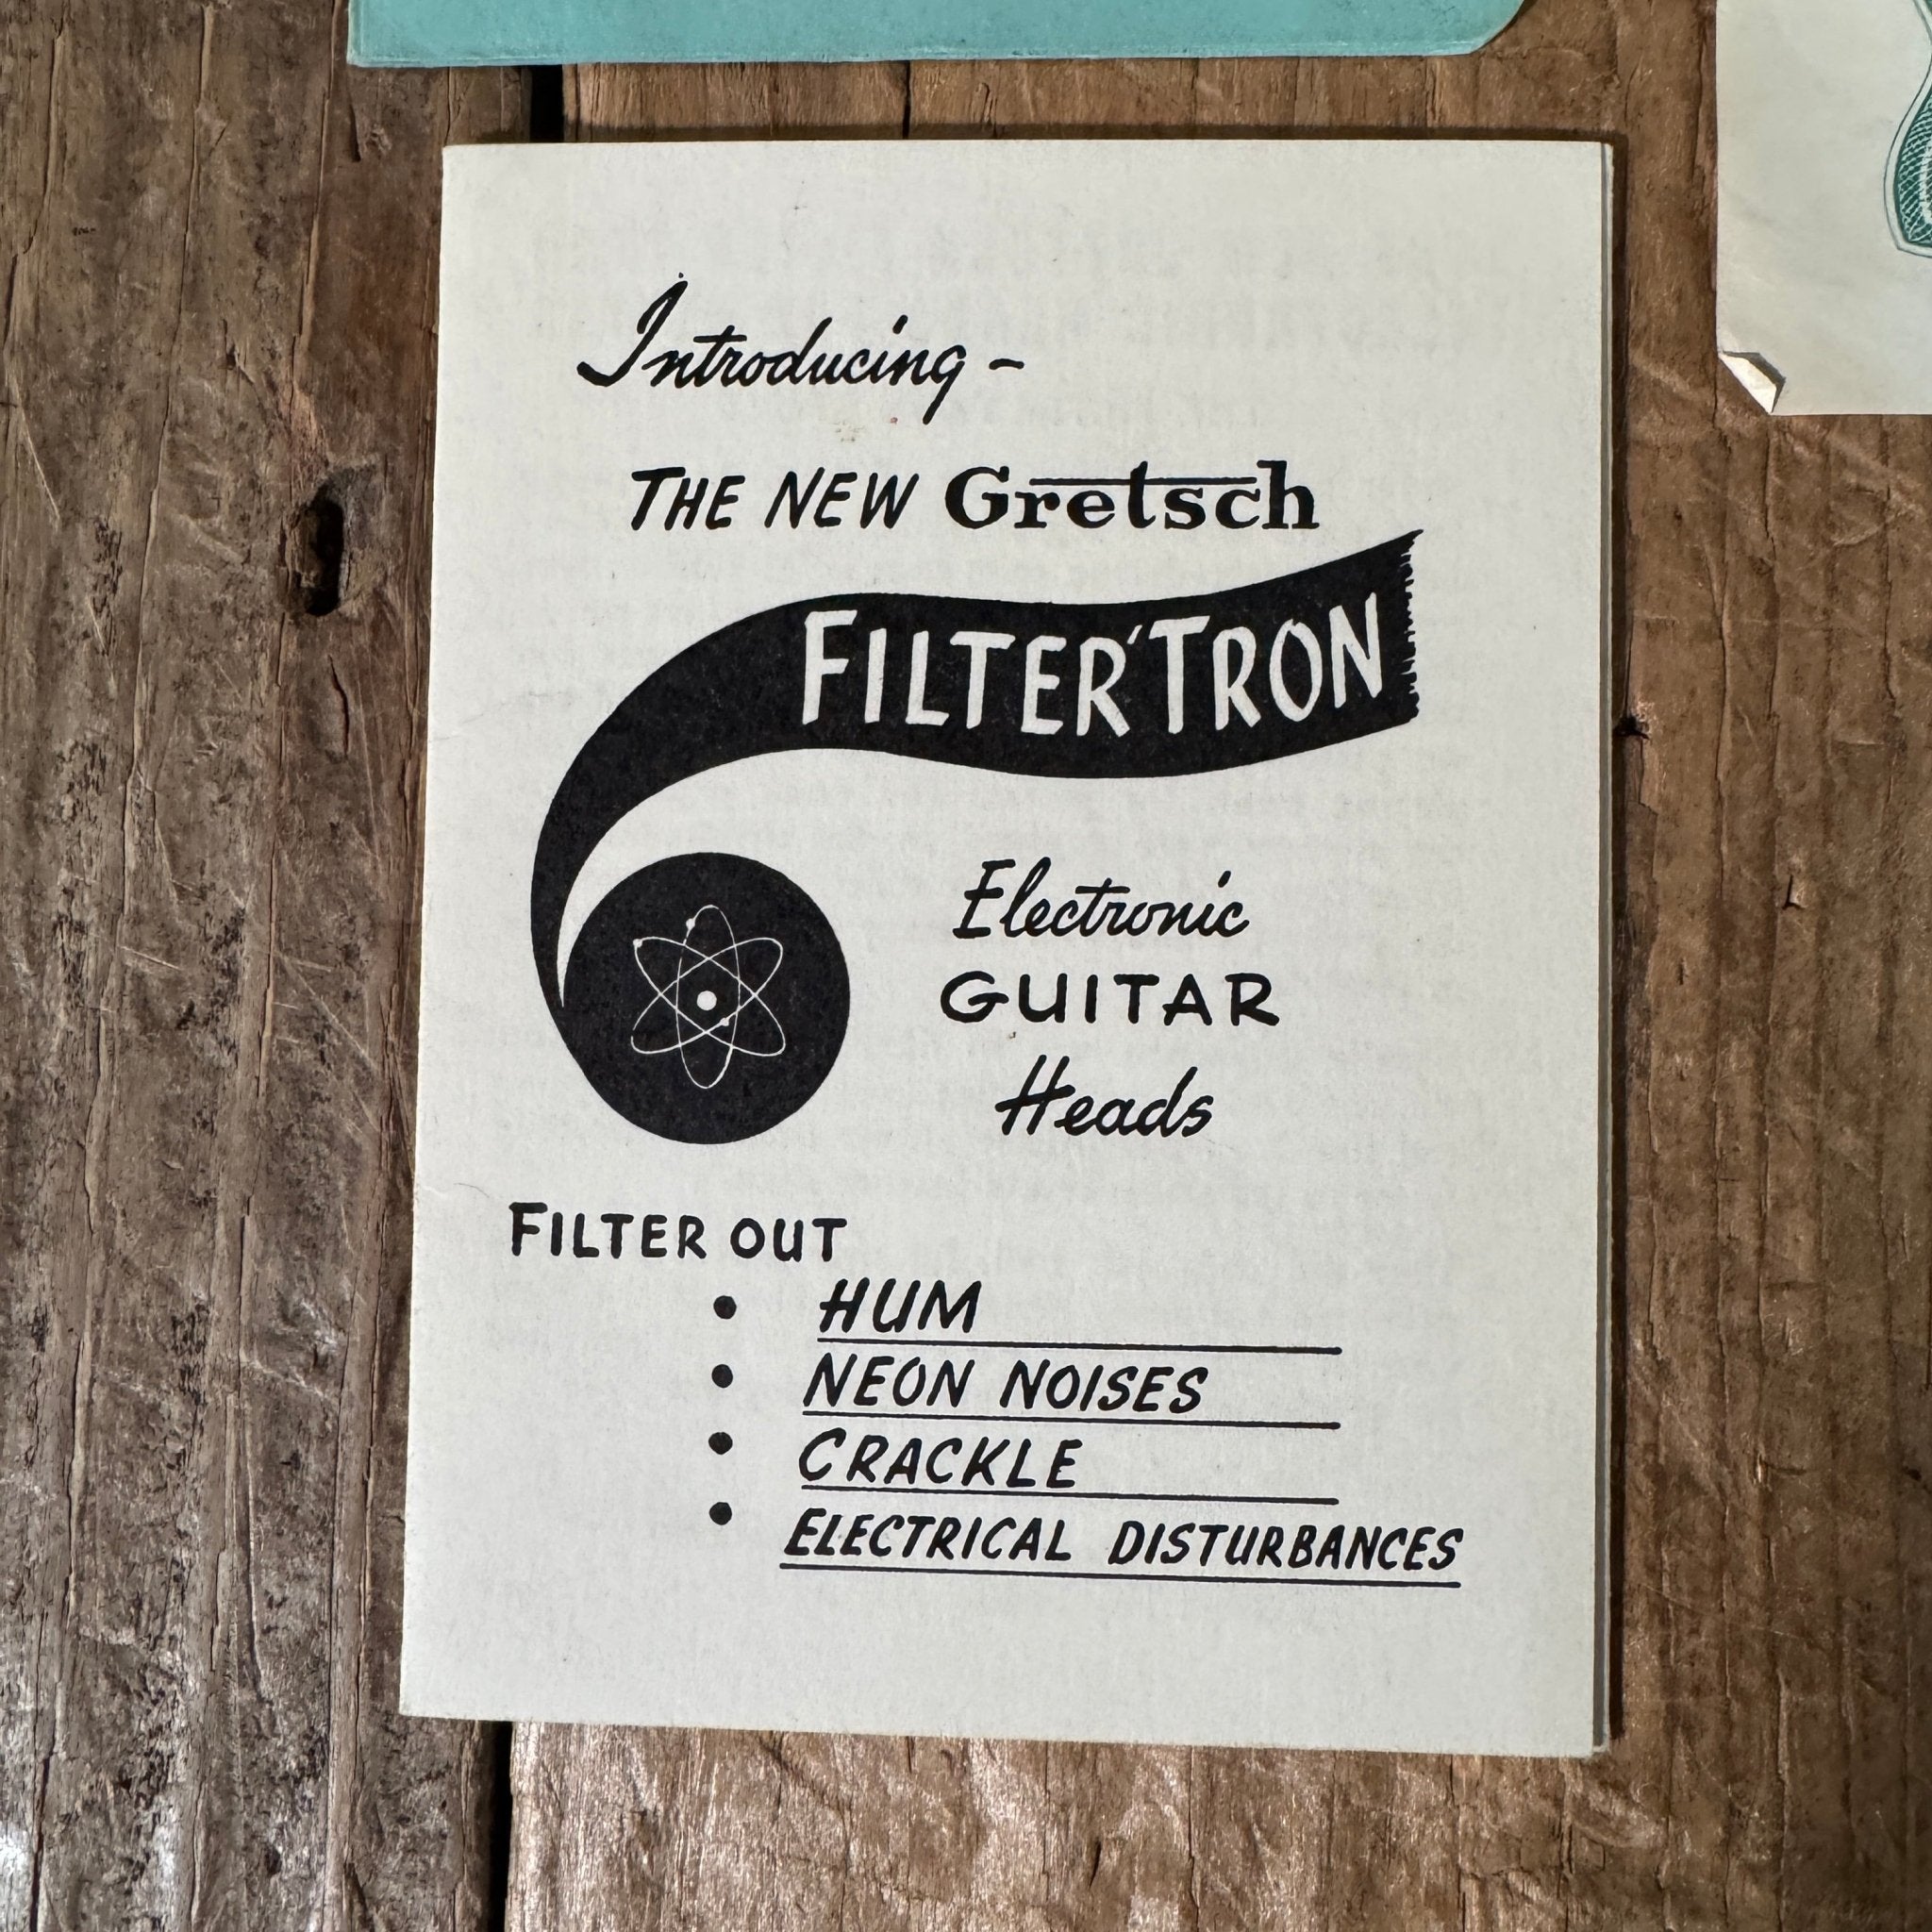 Introducing -
THE NEW Gretsch
FILTER'TRON
Electronic
GUITAR
Heads
FILTER OUT
• HUM
• NEON NOISES
• CRACKLE
• ELECTRICAL DISTURBANCES